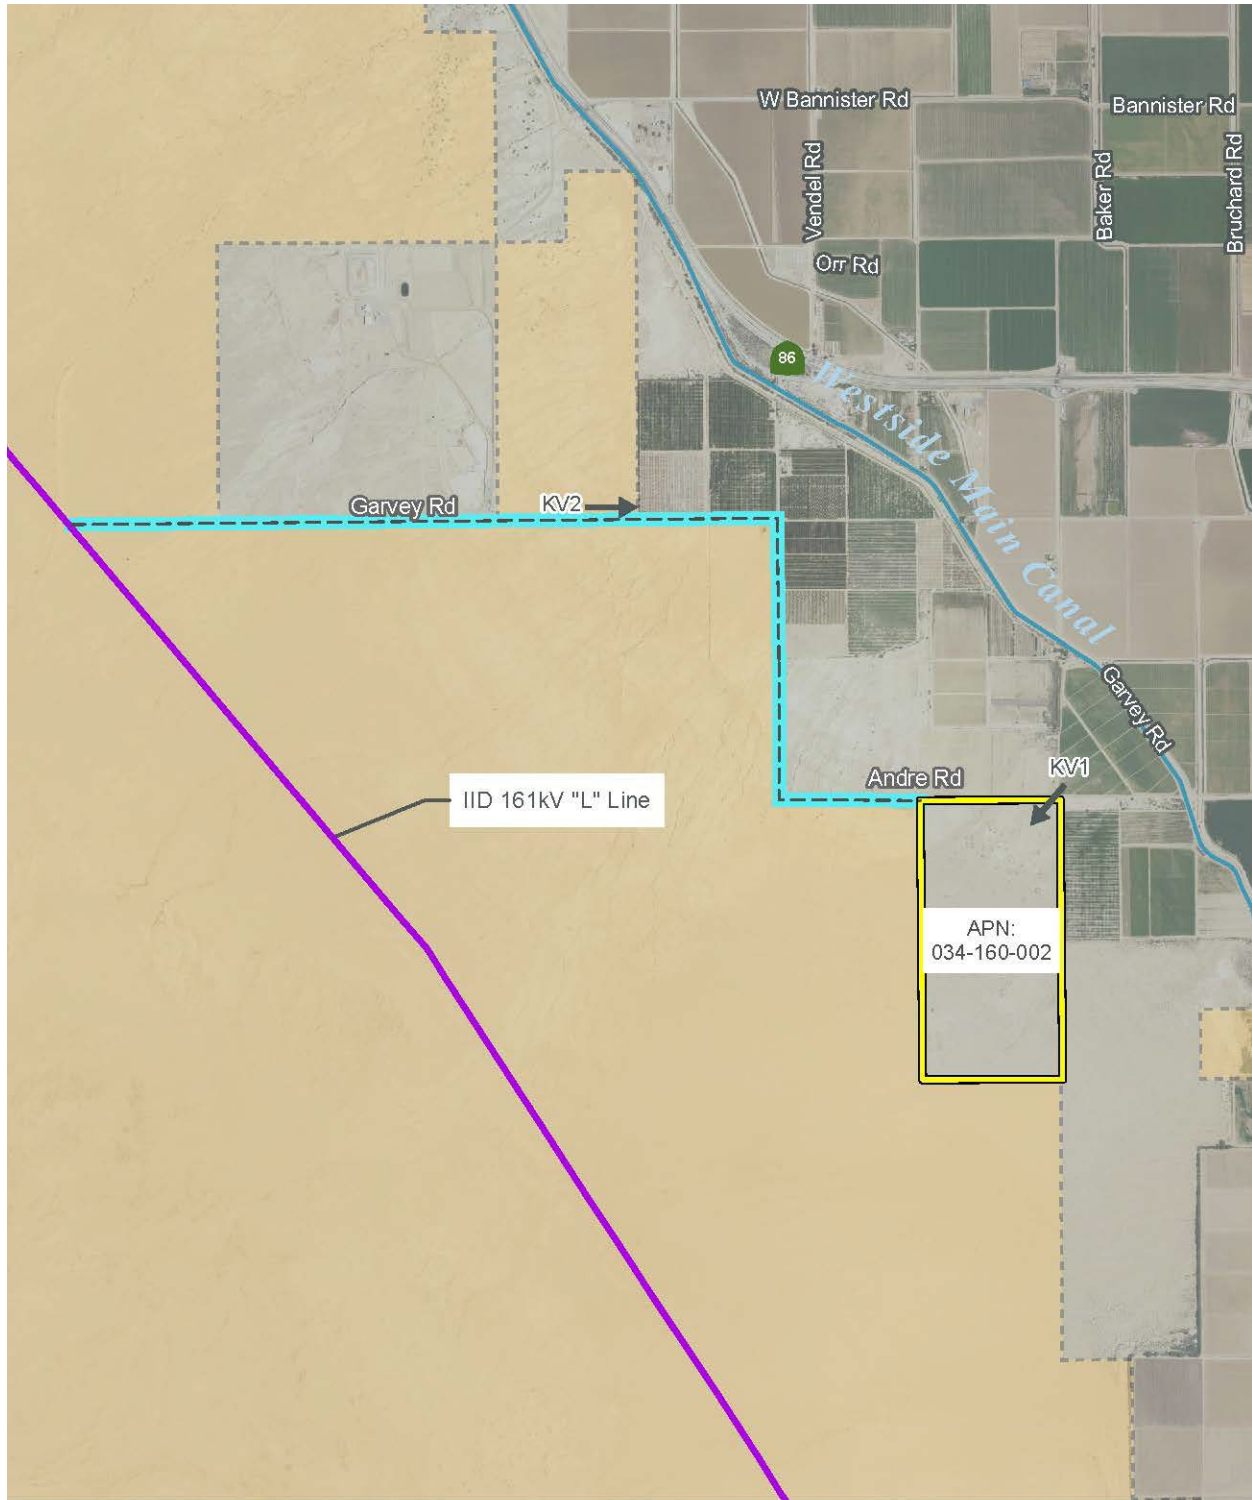 W Bannister Rd
Bannister Rd
Vendel Rd
Baker Rd
Bruchard Rd
Orr Rd
86
Westside Main Canal
Garvey Rd
KV2
Garvey Rd
KV1
Andre Rd
IID 161kV "L" Line
APN:
034-160-002